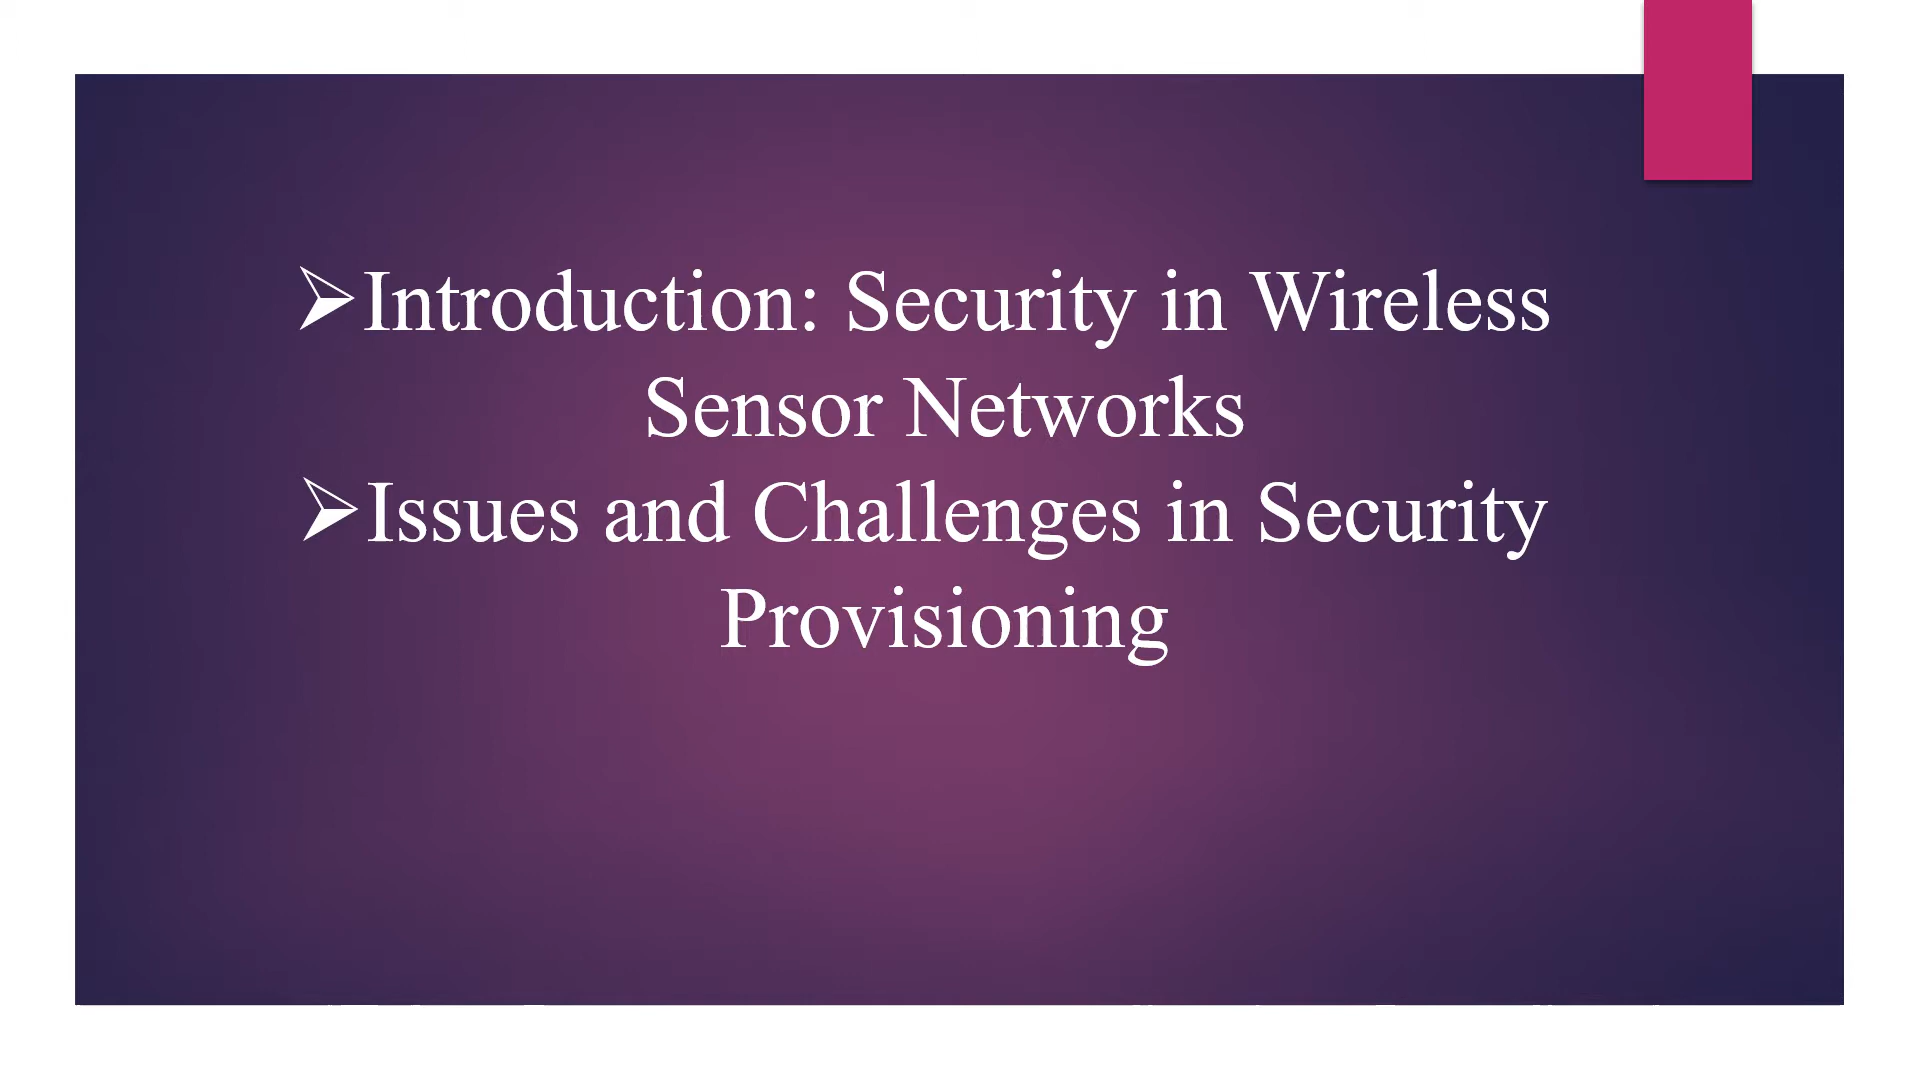 ➢Introduction: Security in Wireless
Sensor Networks
➢Issues and Challenges in Security
Provisioning